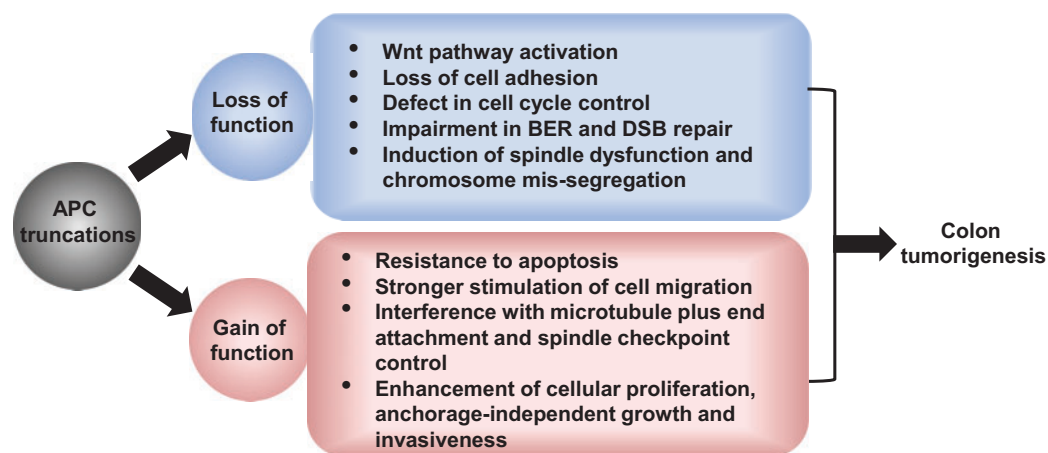 APC
truncations
Loss of
function
• Wnt pathway activation
• Loss of cell adhesion
• Defect in cell cycle control
• Impairment in BER and DSB repair
• Induction of spindle dysfunction and
chromosome mis-segregation
Gain of
function
• Resistance to apoptosis
• Stronger stimulation of cell migration
• Interference with microtubule plus end
attachment and spindle checkpoint
control
• Enhancement of cellular proliferation,
anchorage-independent growth and
invasiveness
Colon
tumorigenesis